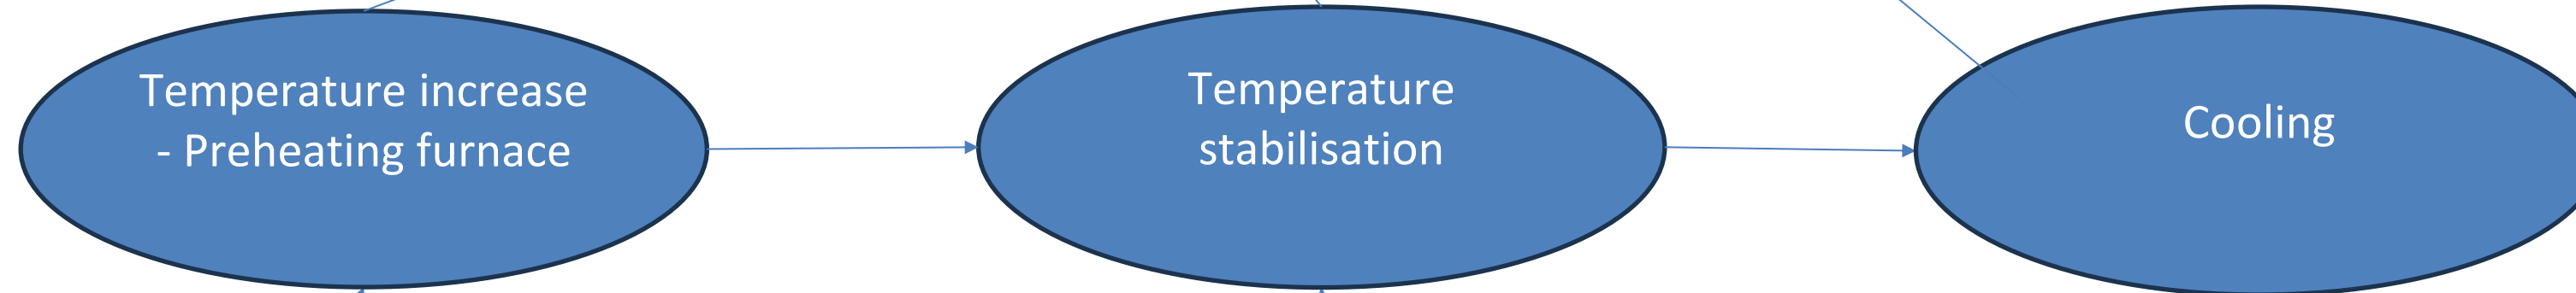 Temperature increase
- Preheating furnace
Temperature
stabilisation
Cooling